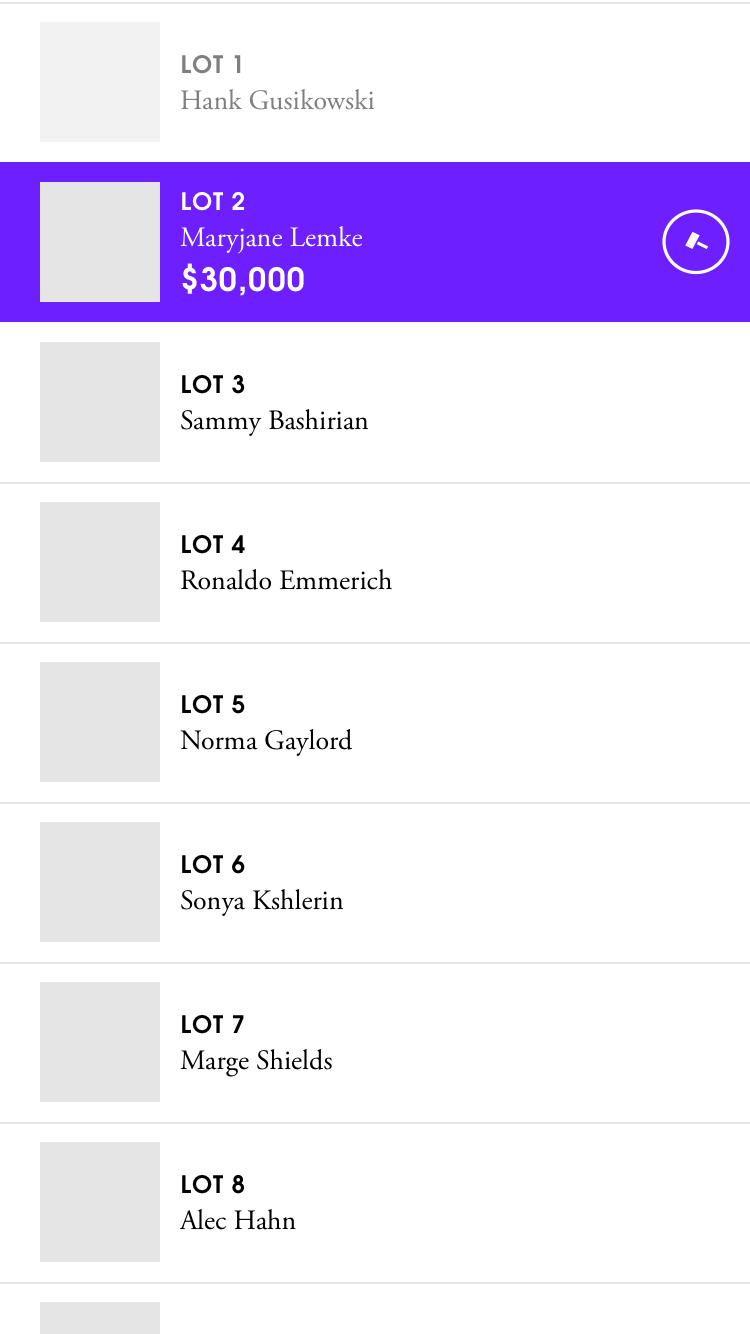 LOT 1
Hank Gusikowski
LOT 2
Maryjane Lemke
$30,000
LOT 3
Sammy Bashirian
LOT 4
Ronaldo Emmerich
LOT 5
Norma Gaylord
LOT 6
Sonya Kshlerin
LOT 7
Marge Shields
LOT 8
Alec Hahn